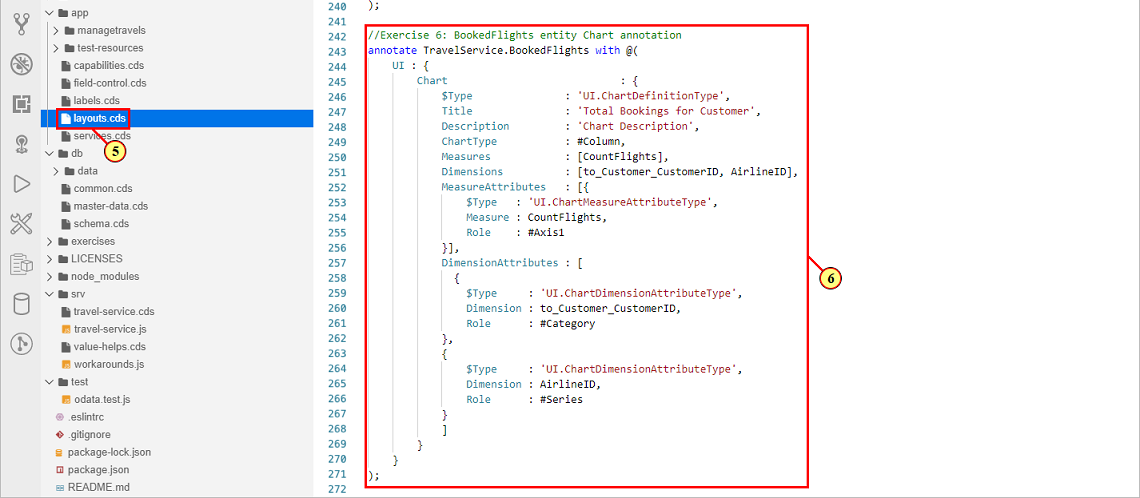 app
managetravels
test-resources
capabilities.cds
field-control.cds
labels.cds
layouts.cds
services.cds
5
db
data
common.cds
master-data.cds
schema.cds
exercises
LICENSES
node_modules
srv
travel-service.cds
travel-service.js
value-helps.cds
workarounds.js
test
odata.test.js
.eslintrc
.gitignore
package-lock.json
package.json
README.md
240 );
241
242 //Exercise 6: BookedFlights entity Chart annotation
243 annotate TravelService.BookedFlights with @(
244 UI : {
245 Chart : {
246 $Type : 'UI.ChartDefinitionType',
247 Title : 'Total Bookings for Customer',
248 Description : 'Chart Description',
249 ChartType : #Column,
250 Measures : [CountFlights],
251 Dimensions : [to_Customer_CustomerID, AirlineID],
252 MeasureAttributes : [{
253 $Type : 'UI.ChartMeasureAttributeType',
254 Measure : CountFlights,
255 Role : #Axis1
256 }],
257 DimensionAttributes : [
258 {
259 $Type : 'UI.ChartDimensionAttributeType',
260 Dimension : to_Customer_CustomerID,
261 Role : #Category
262 },
263 {
264 $Type : 'UI.ChartDimensionAttributeType',
265 Dimension : AirlineID,
266 Role : #Series
267 }
268 ]
269 }
270 }
271 );
272
6